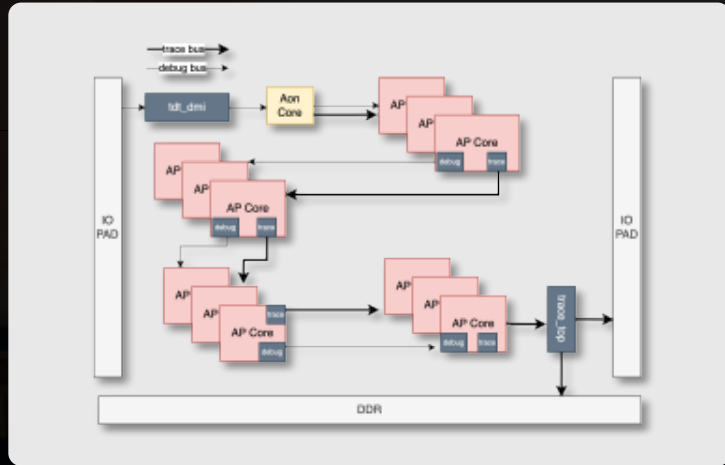 trace bus
debug bus
IO
PAD
tdt_dmi
Aon
Core
AP
AP
AP Core
debug
trace
AP
AP
AP Core
debug
trace
AP
AP
AP Core
trace
debug
AP
AP
AP Core
debug
trace
trace_top
IO
PAD
DDR